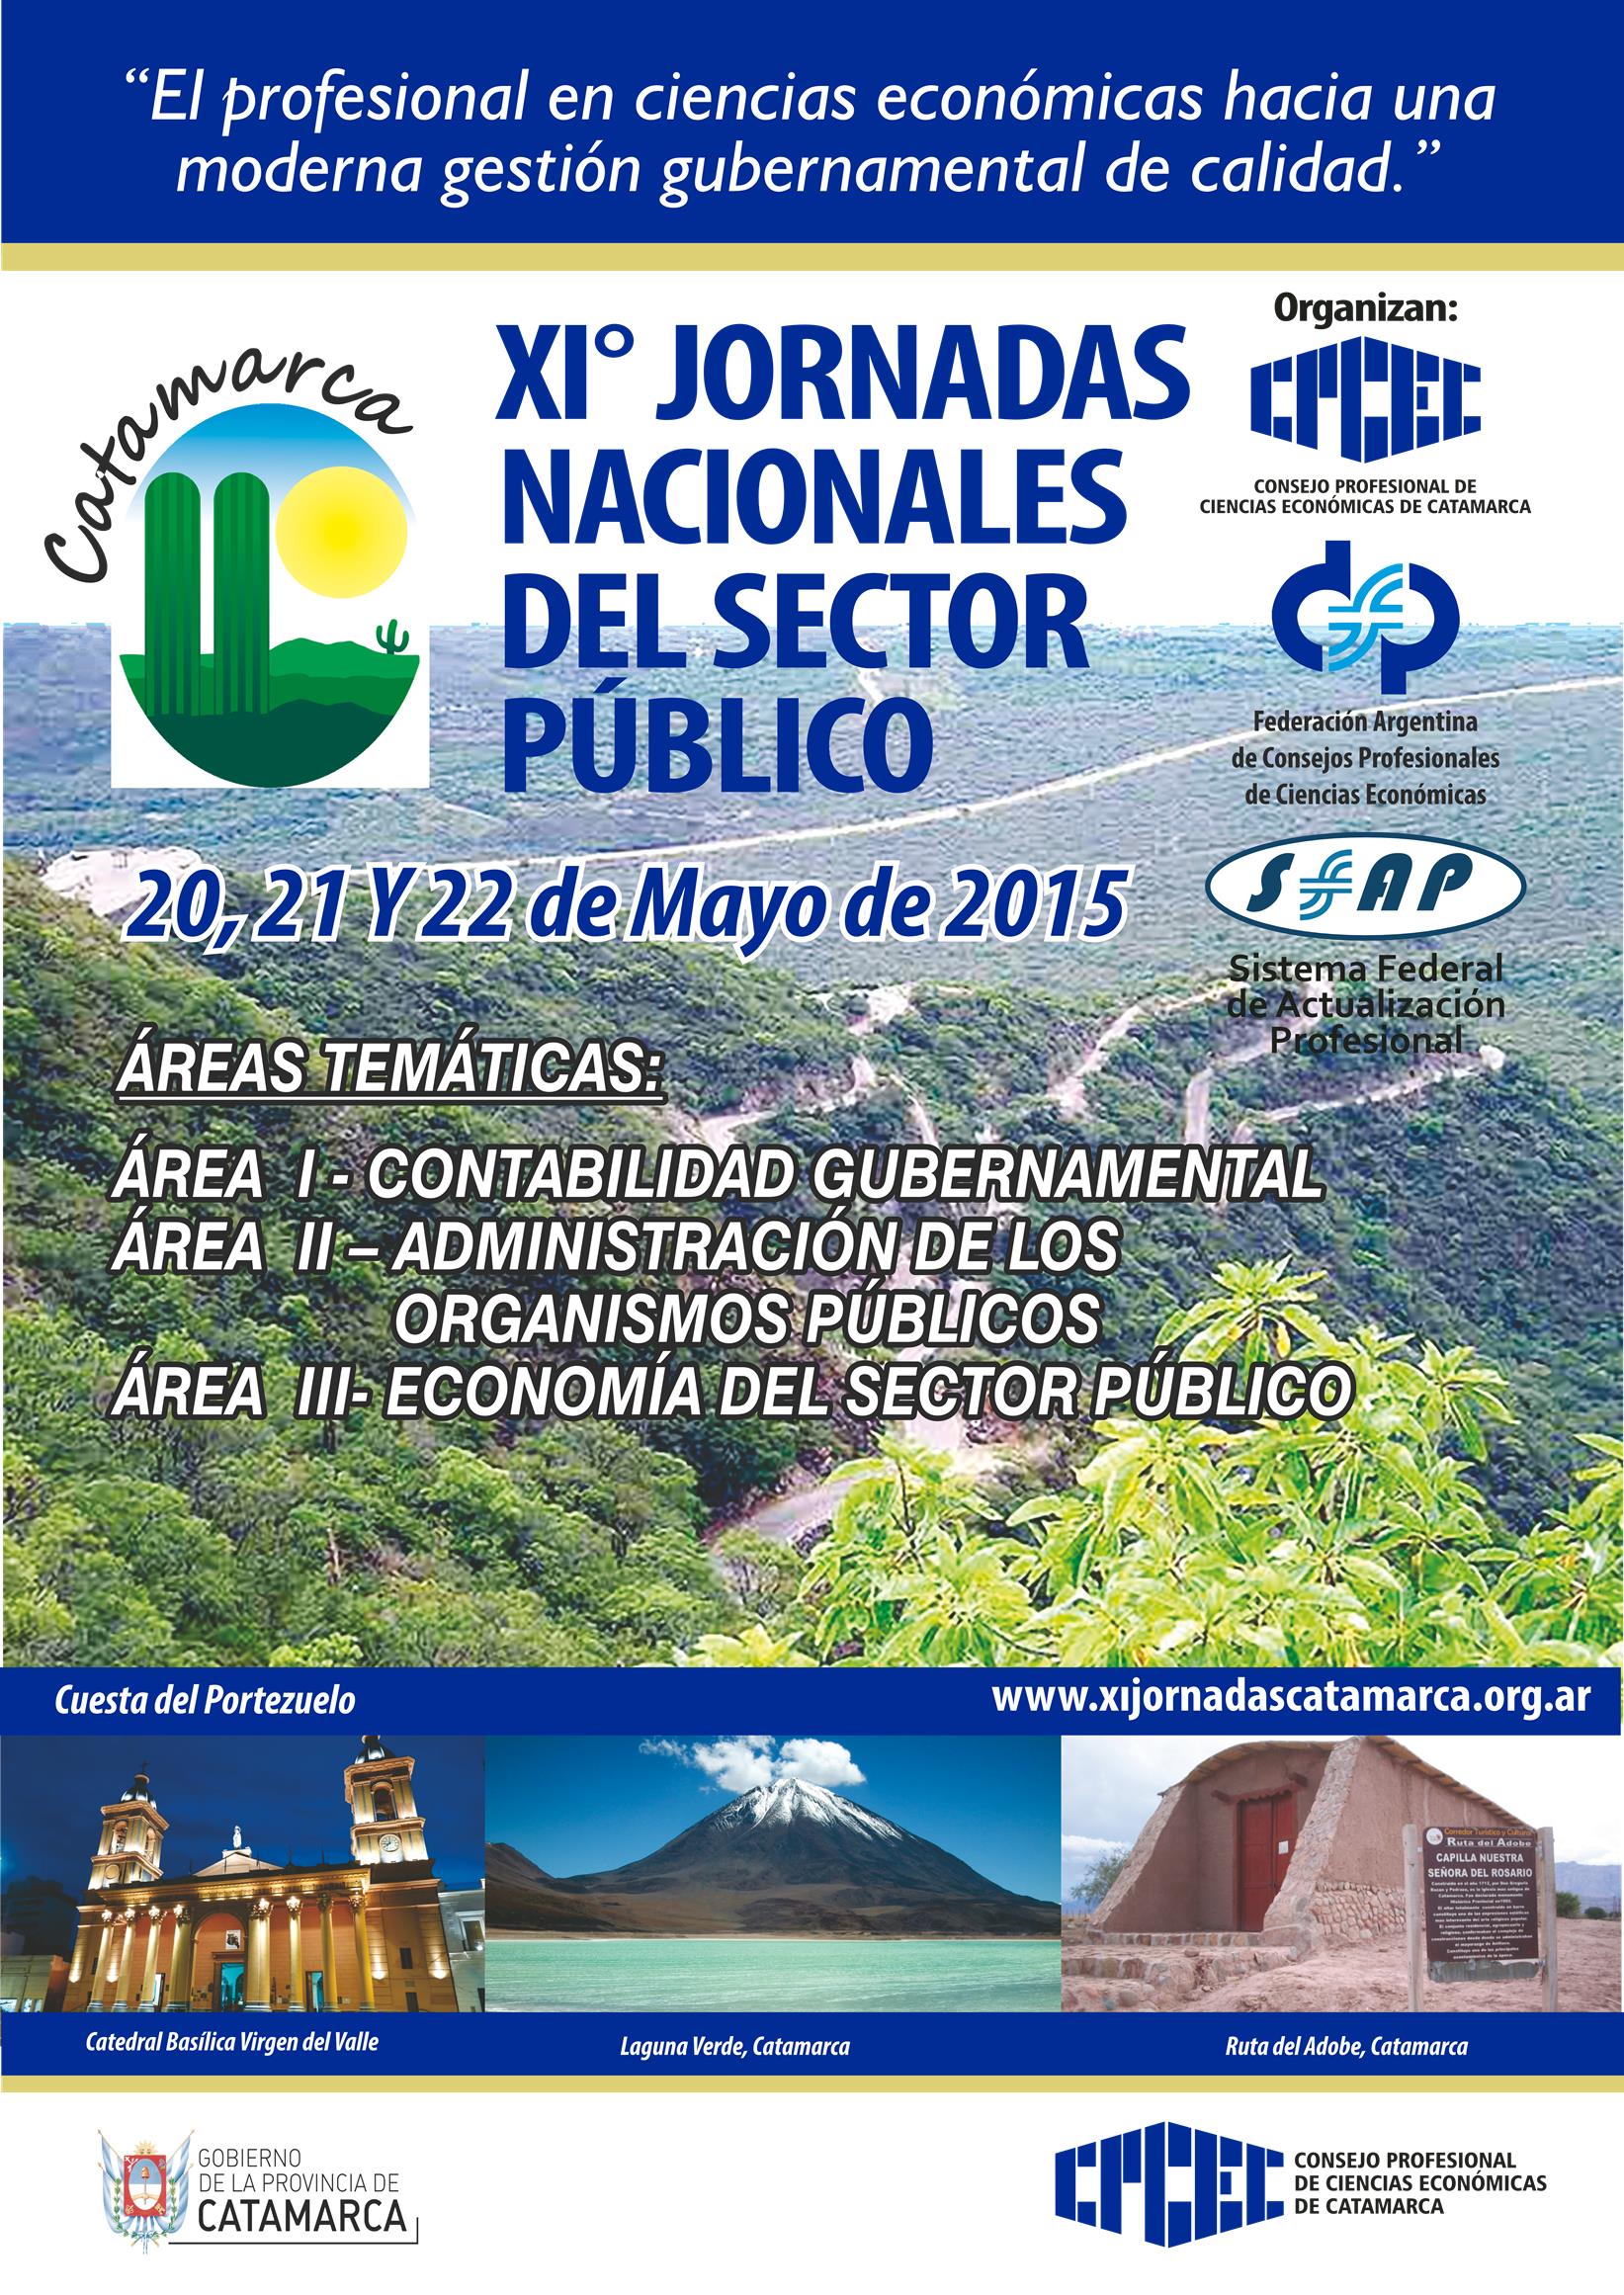 “El profesional en ciencias económicas hacia una
moderna gestión gubernamental de calidad.”
Catamarca
XI° JORNADAS
NACIONALES
DEL SECTOR
PÚBLICO
Organizan:
CPCEC
CONSEJO PROFESIONAL DE
CIENCIAS ECONÓMICAS DE CATAMARCA
Federación Argentina
de Consejos Profesionales
de Ciencias Económicas
SFAP
Sistema Federal
de Actualización
Profesional
20, 21 Y 22 de Mayo de 2015
ÁREAS TEMÁTICAS:
ÁREA I - CONTABILIDAD GUBERNAMENTAL
ÁREA II – ADMINISTRACIÓN DE LOS
ORGANISMOS PÚBLICOS
ÁREA III- ECONOMÍA DEL SECTOR PÚBLICO
Cuesta del Portezuelo
www.xıjornadascatamarca.org.ar
Corredor Turístico y Cultural
Ruta del Adobe
CAPILLA NUESTRA
SEÑORA DEL ROSARIO
Catedral Basílica Virgen del Valle
Laguna Verde, Catamarca
Ruta del Adobe, Catamarca
GOBIERNO
DE LA PROVINCIA DE
CATAMARCA
CPCEC
CONSEJO PROFESIONAL
DE CIENCIAS ECONÓMICAS
DE CATAMARCA